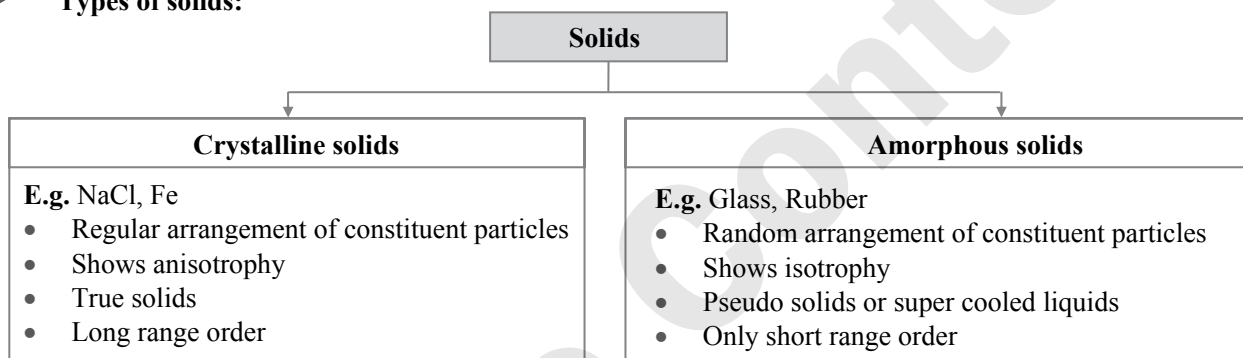 Types of solids:
Solids
Crystalline solids
E.g. NaCl, Fe
• Regular arrangement of constituent particles
• Shows anisotrophy
• True solids
• Long range order
Amorphous solids
E.g. Glass, Rubber
• Random arrangement of constituent particles
• Shows isotrophy
• Pseudo solids or super cooled liquids
• Only short range order